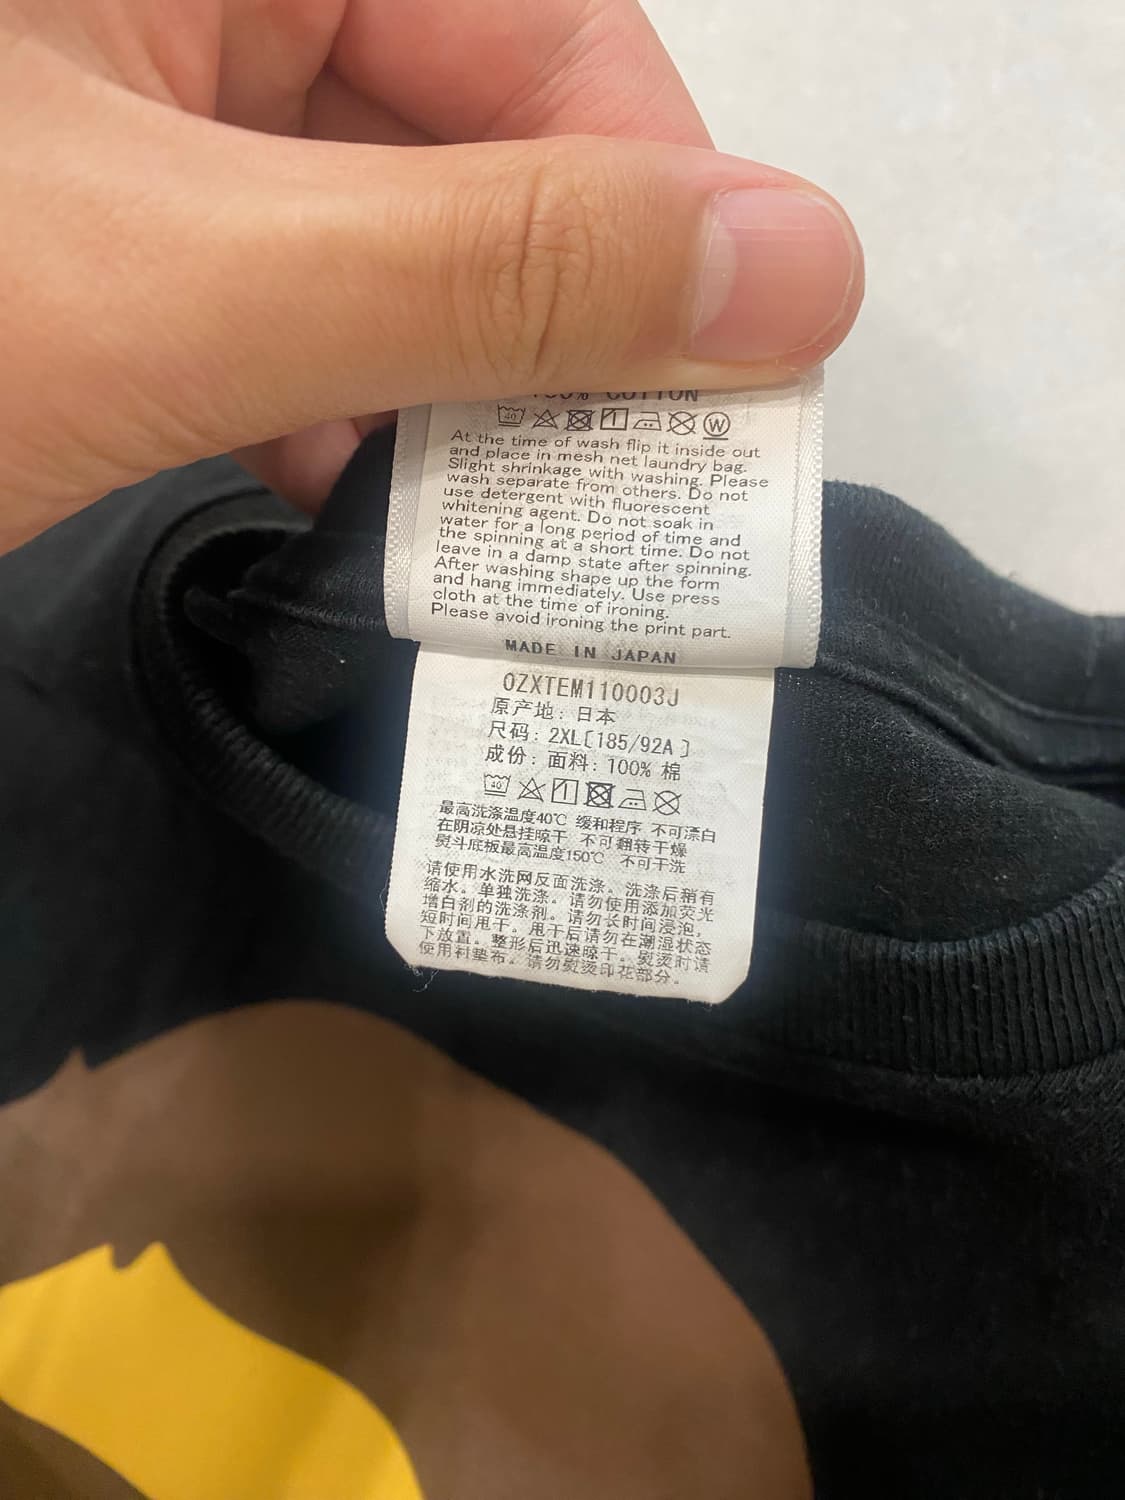 100% COTTON
40 W
At the time of wash flip it inside out
and place in mesh net laundry bag.
Slight shrinkage with washing. Please
wash separate from others. Do not
use detergent with fluorescent
whitening agent. Do not soak in
water for a long period of time and
the spinning at a short time. Do not
leave in a damp state after spinning.
After washing shape up the form
and hang immediately. Use press
cloth at the time of ironing.
Please avoid ironing the print part.
MADE IN JAPAN
0ZXTEM110003J
原产地: 日本
尺码: 2XL[185/92A]
成份: 面料: 100% 棉
40
最高洗涤温度40℃ 缓和程序 不可漂白
在阴凉处悬挂晾干 不可翻转干燥
熨斗底板最高温度150℃ 不可干洗
请使用水洗网反面洗涤。洗涤后稍有
缩水。单独洗涤。请勿使用添加荧光
增白剂的洗涤剂。请勿长时间浸泡,
短时间甩干。甩干后请勿在潮湿状态
下放置。整形后迅速晾干。熨烫时请
使用衬垫布。请勿熨烫印花部分。